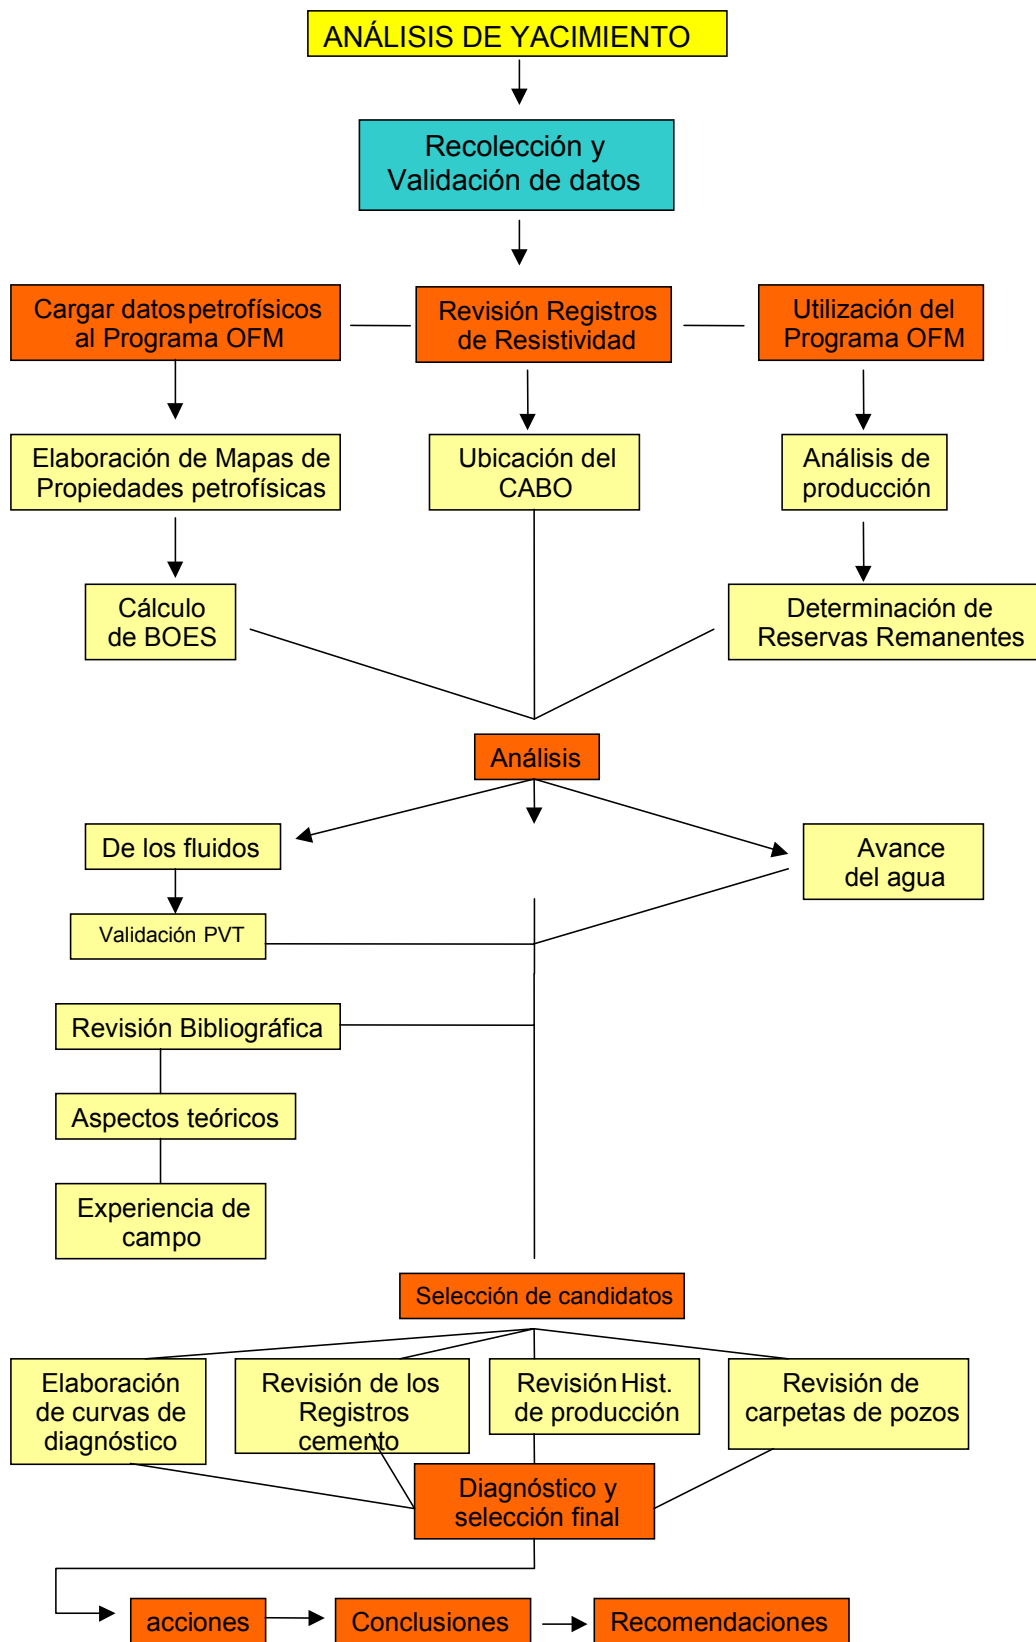 ANÁLISIS DE YACIMIENTO
Recolección y
Validación de datos
Cargar datos petrofísicos
al Programa OFM
Revisión Registros
de Resistividad
Utilización del
Programa OFM
Elaboración de Mapas de
Propiedades petrofísicas
Ubicación del
CABO
Análisis de
producción
Cálculo
de BOES
Determinación de
Reservas Remanentes
Análisis
De los fluidos
Avance
del agua
Validación PVT
Revisión Bibliográfica
Aspectos teóricos
Experiencia de
campo
Selección de candidatos
Elaboración
de curvas de
diagnóstico
Revisión de los
Registros
cemento
Revisión Hist.
de producción
Revisión de
carpetas de pozos
Diagnóstico y
selección final
acciones
Conclusiones
Recomendaciones